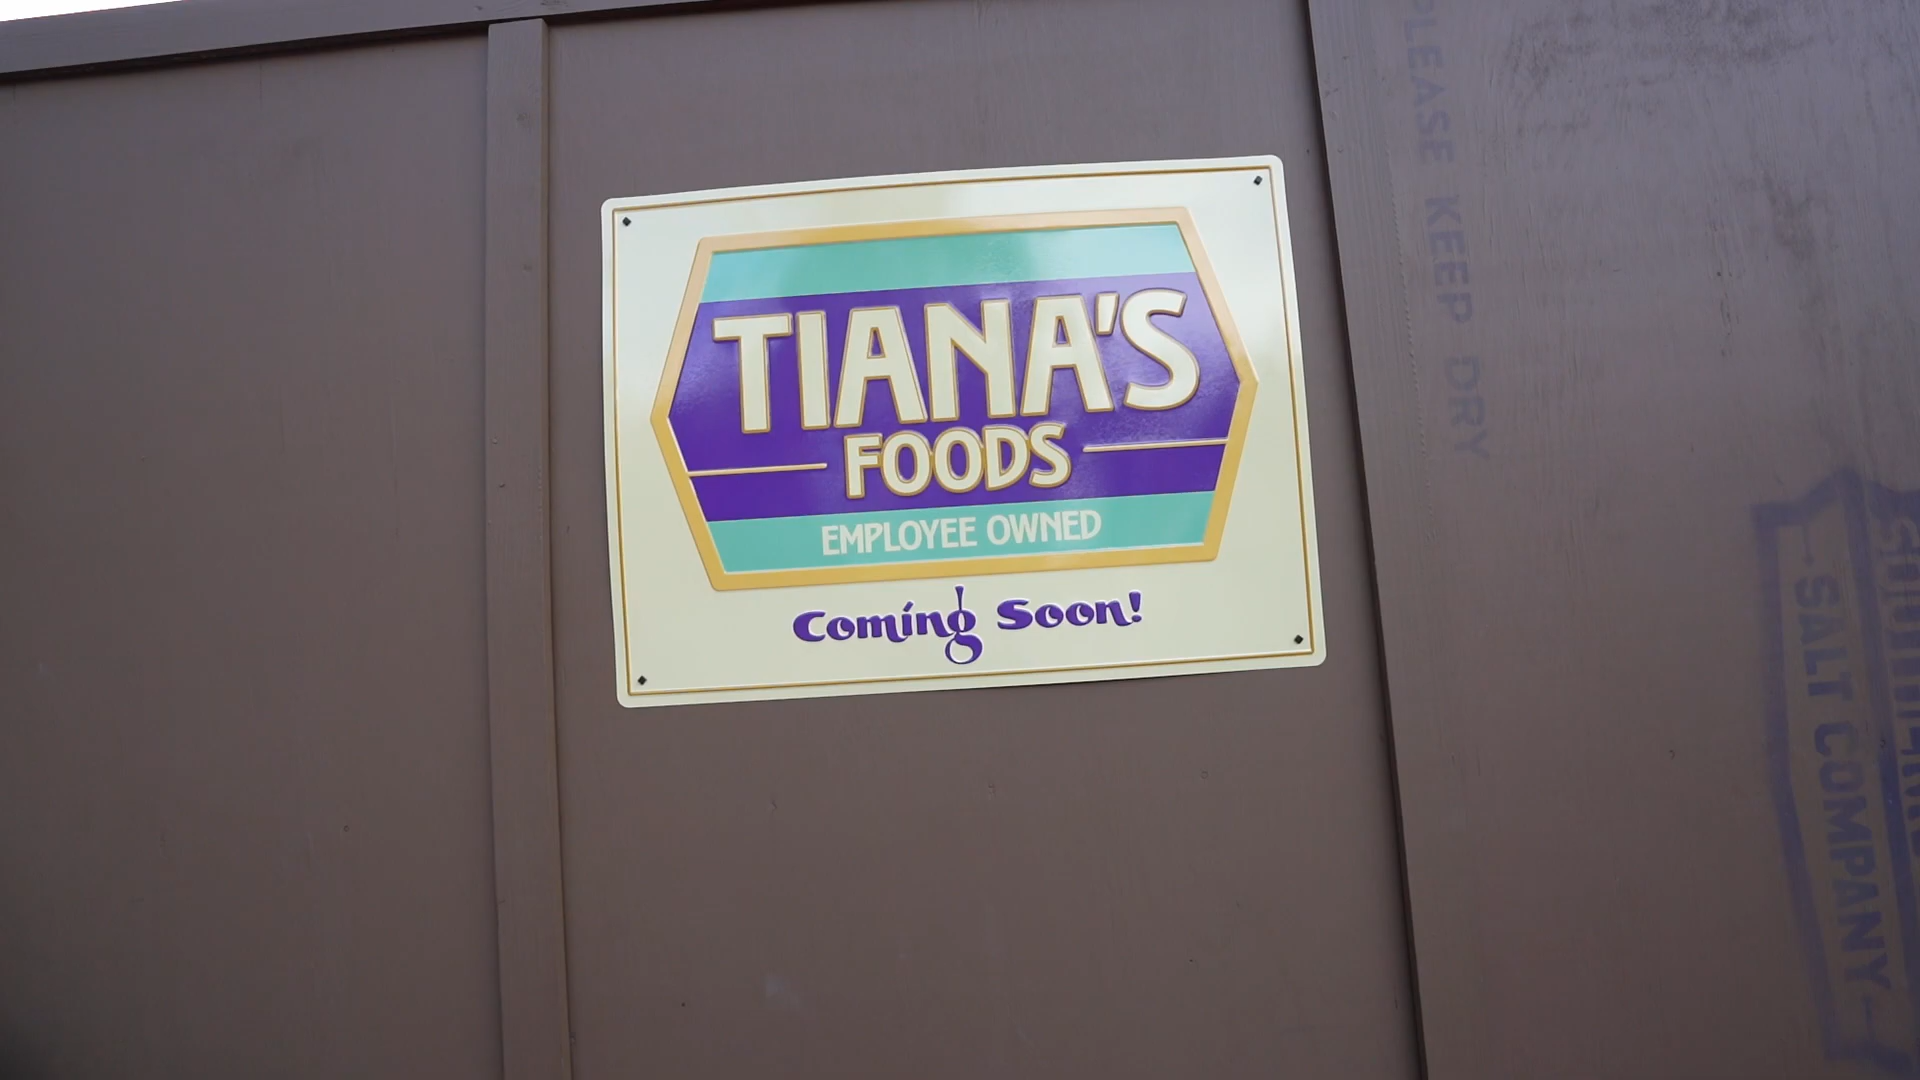 TIANA'S
FOODS
EMPLOYEE OWNED
Coming Soon!
PLEASE KEEP DRY
SALT COMPANY